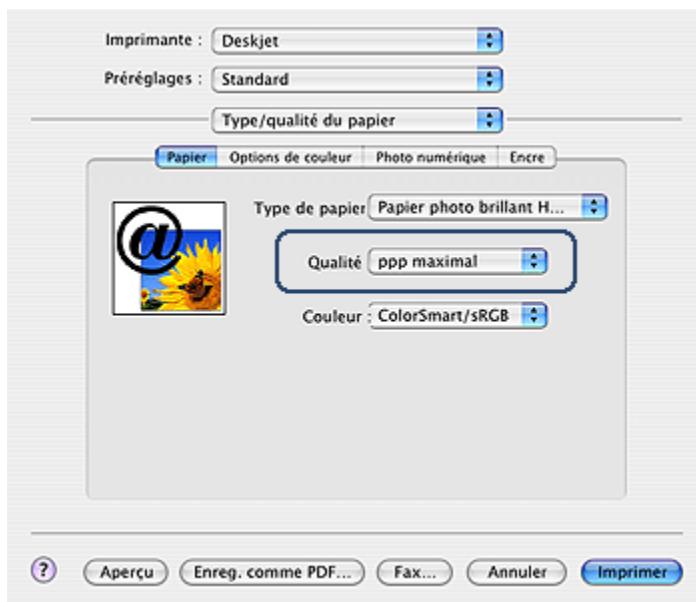 Imprimante : Deskjet
Préréglages : Standard
Type/qualité du papier
Papier Options de couleur Photo numérique Encre
Type de papier Papier photo brillant H...
@
Qualité ppp maximal
Couleur : ColorSmart/sRGB
? Aperçu Enreg. comme PDF... Fax... Annuler Imprimer